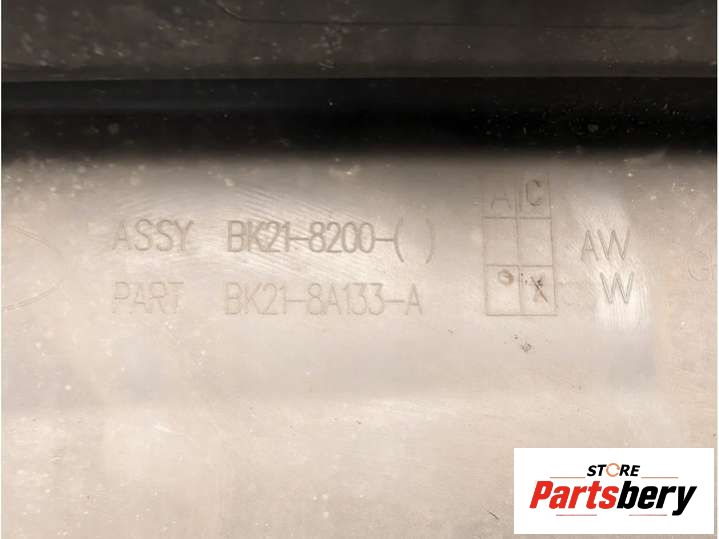 A C
ASSY BK21-8200-( ) AW
PART BK21-8A133-A X W
STORE
Partsbery